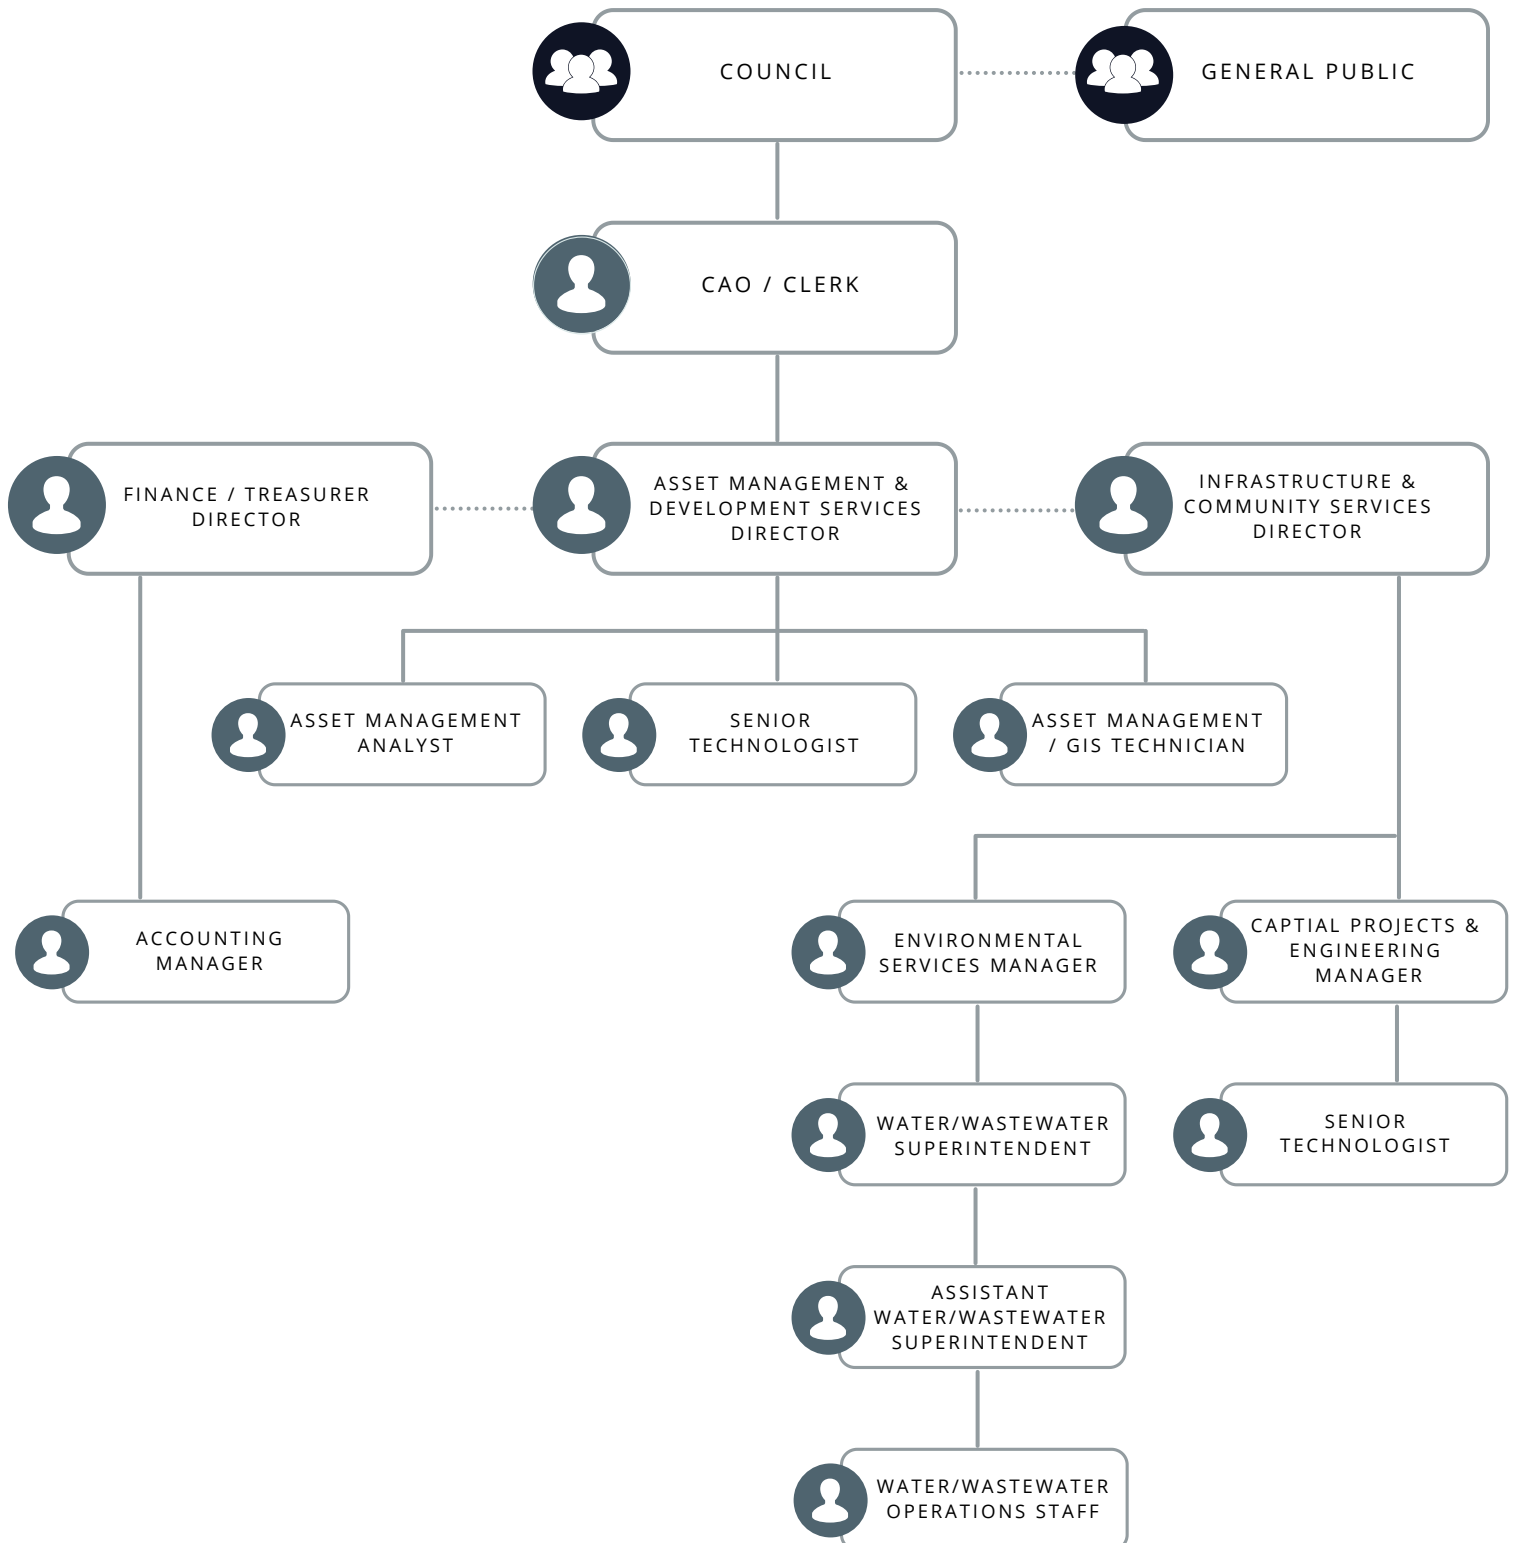 COUNCIL
GENERAL PUBLIC
CAO / CLERK
FINANCE / TREASURER
DIRECTOR
ASSET MANAGEMENT &
DEVELOPMENT SERVICES
DIRECTOR
INFRASTRUCTURE &
COMMUNITY SERVICES
DIRECTOR
ASSET MANAGEMENT
ANALYST
SENIOR
TECHNOLOGIST
ASSET MANAGEMENT
/ GIS TECHNICIAN
ACCOUNTING
MANAGER
ENVIRONMENTAL
SERVICES MANAGER
CAPTIAL PROJECTS &
ENGINEERING
MANAGER
WATER/WASTEWATER
SUPERINTENDENT
SENIOR
TECHNOLOGIST
ASSISTANT
WATER/WASTEWATER
SUPERINTENDENT
WATER/WASTEWATER
OPERATIONS STAFF